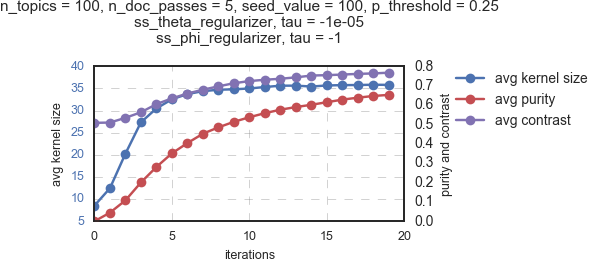 n_topics = 100, n_doc_passes = 5, seed_value = 100, p_threshold = 0.25
ss_theta_regularizer, tau = -1e-05
ss_phi_regularizer, tau = -1
40
35
30
25
20
15
10
5
avg kernel size
0.8
0.7
0.6
0.5
0.4
0.3
0.2
0.1
0.0
purity and contrast
0
5
10
15
20
iterations
avg kernel size
avg purity
avg contrast